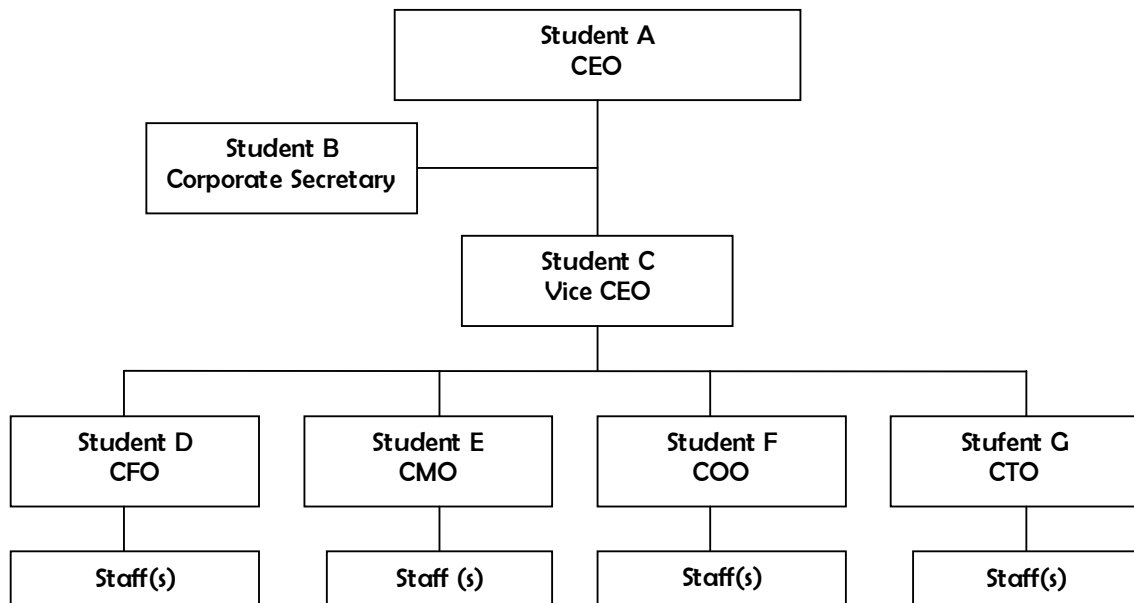 Student A
CEO
Student B
Corporate Secretary
Student C
Vice CEO
Student D
CFO
Student E
CMO
Student F
COO
Stufent G
CTO
Staff(s)
Staff (s)
Staff(s)
Staff(s)